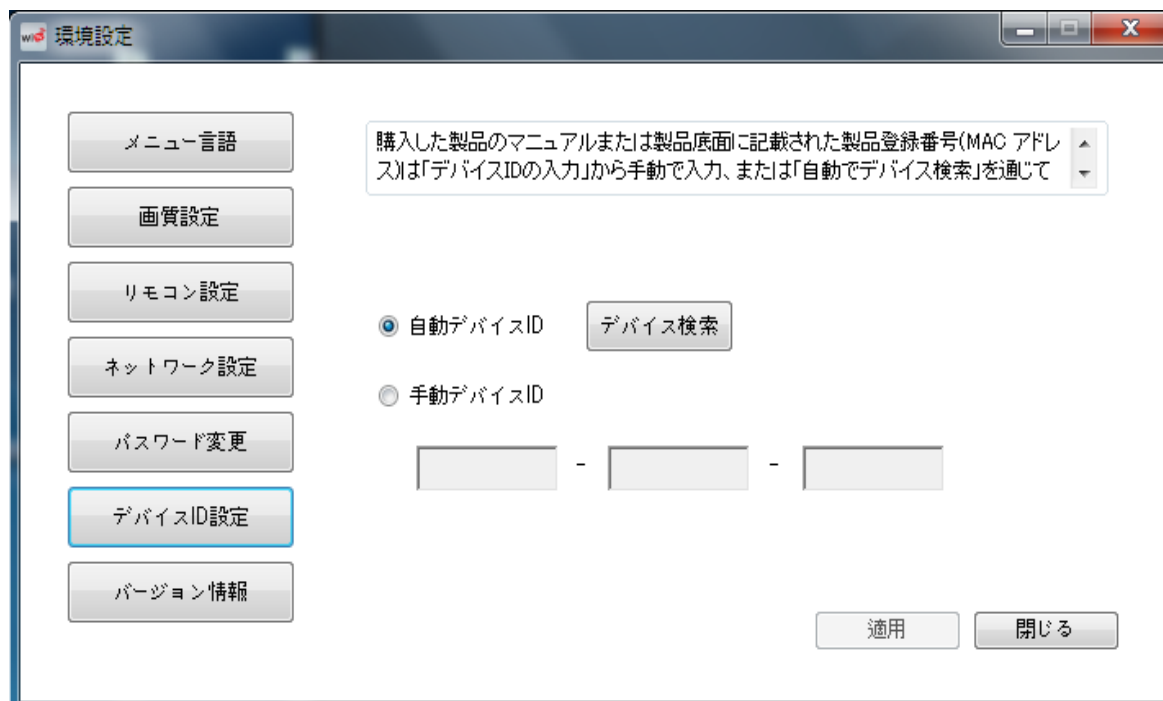 環境設定
メニュー言語
画質設定
リモコン設定
ネットワーク設定
パスワード変更
デバイスID設定
バージョン情報
購入した製品のマニュアルまたは製品底面に記載された製品登録番号(MAC アドレ
ス)は「デバイスIDの入力」から手動で入力、または「自動でデバイス検索」を通じて
自動デバイスID デバイス検索
手動デバイスID
- -
適用 閉じる